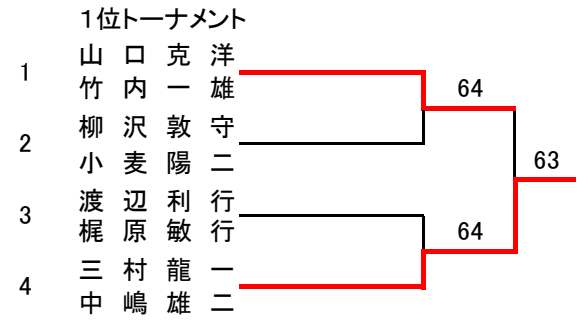 １位トーナメント
1
山口克洋
竹内一雄
64
2
柳沢敦守
小麦陽二
63
3
渡辺利行
梶原敏行
64
4
三村龍一
中嶋雄二